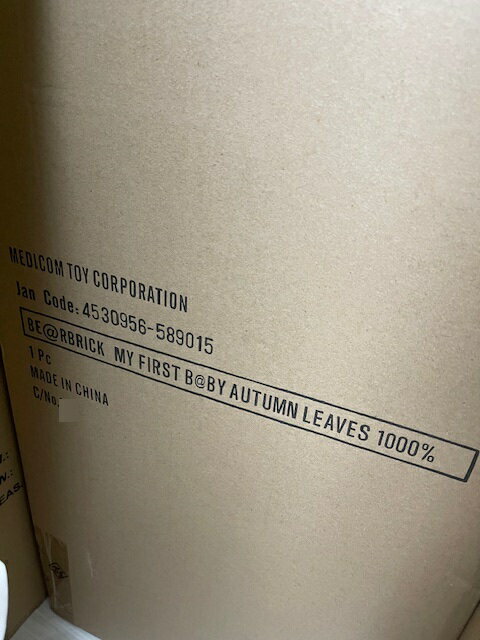 MEDICOM TOY CORPORATION
Jan Code: 4530956-589015
BE@RBRICK MY FIRST B@BY AUTUMN LEAVES 1000%
1 Pc
MADE IN CHINA
C/No.
.:
N.:
EAS.